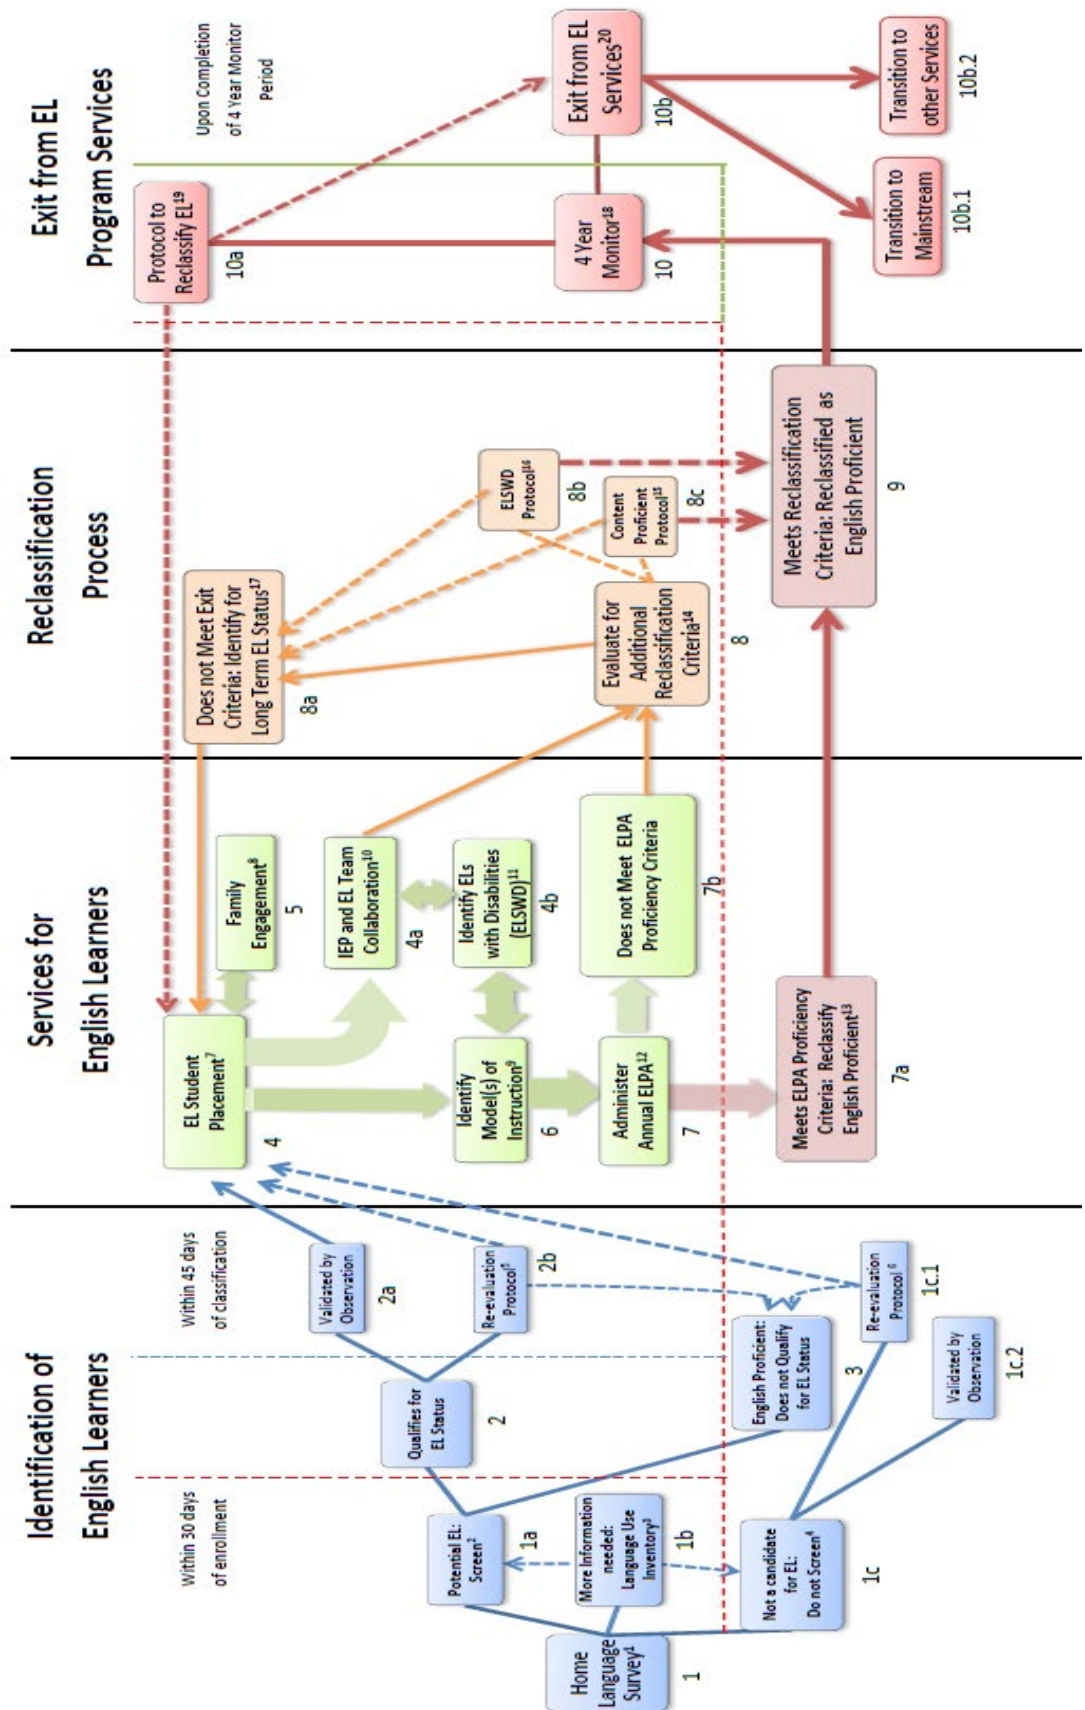 Identification of
English Learners
Within 30 days
of enrollment
Within 45 days
of classification
Home
Language
Survey1
1
Potential EL:
Screen2
1a
More Information
needed:
Language Use
Inventory3
1b
Not a candidate
for EL:
Do not Screen4
1c
Qualifies for
EL Status
2
Validated by
Observation
2a
Re-evaluation
Protocol5
2b
English Proficient:
Does not Qualify
for EL Status
3
Re-evaluation
Protocol 6
1c.1
Validated by
Observation
1c.2
Services for
English Learners
EL Student
Placement7
4
Family
Engagement8
5
IEP and EL Team
Collaboration10
4a
Identify ELs
with Disabilities
(ELSWD)11
4b
Identify
Model(s) of
Instruction9
6
Administer
Annual ELPA12
7
Does not Meet ELPA
Proficiency Criteria
7b
Meets ELPA Proficiency
Criteria: Reclassify
English Proficient13
7a
Reclassification
Process
Does not Meet Exit
Criteria: Identify for
Long Term EL Status17
8a
ELSWD
Protocol16
8b
Content
Proficient
Protocol15
8c
Evaluate for
Additional
Reclassification
Criteria14
8
Meets Reclassification
Criteria: Reclassified as
English Proficient
9
Exit from EL
Program Services
Upon Completion
of 4 Year Monitor
Period
Protocol to
Reclassify EL19
10a
4 Year
Monitor18
10
Exit from EL
Services20
10b
Transition to
Mainstream
10b.1
Transition to
other Services
10b.2